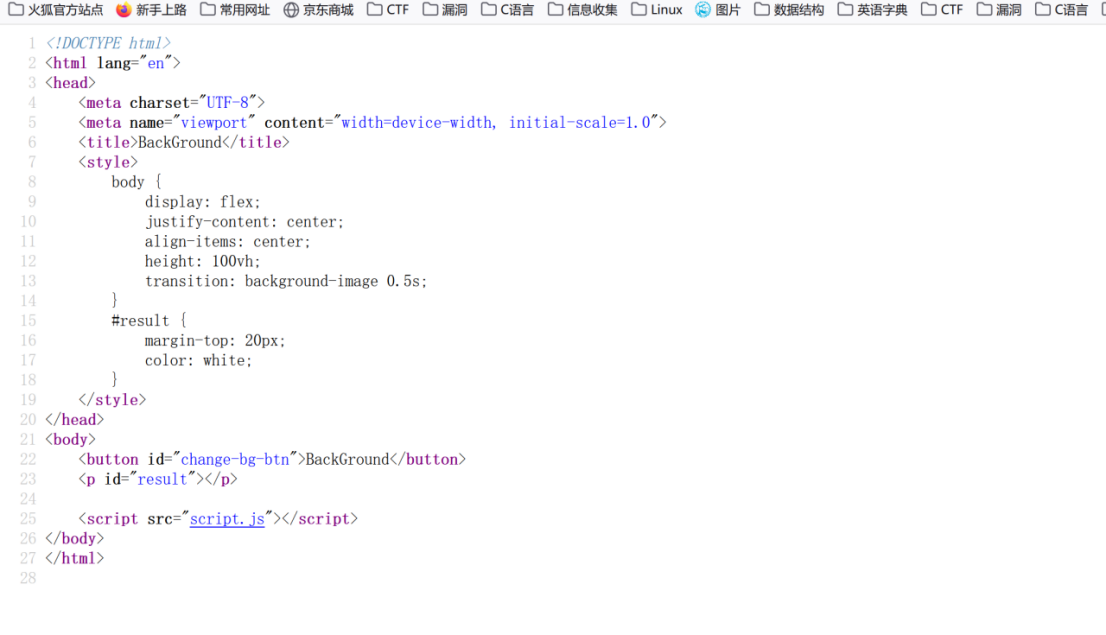 火狐官方站点 新手上路 常用网址 京东商城 CTF 漏洞 C语言 信息收集 Linux 图片 数据结构 英语字典 CTF 漏洞 C语言
1 <!DOCTYPE html>
2 <html lang="en">
3 <head>
4 <meta charset="UTF-8">
5 <meta name="viewport" content="width=device-width, initial-scale=1.0">
6 <title>BackGround</title>
7 <style>
8 body {
9 display: flex;
10 justify-content: center;
11 align-items: center;
12 height: 100vh;
13 transition: background-image 0.5s;
14 }
15 #result {
16 margin-top: 20px;
17 color: white;
18 }
19 </style>
20 </head>
21 <body>
22 <button id="change-bg-btn">BackGround</button>
23 <p id="result"></p>
24
25 <script src="script.js"></script>
26 </body>
27 </html>
28